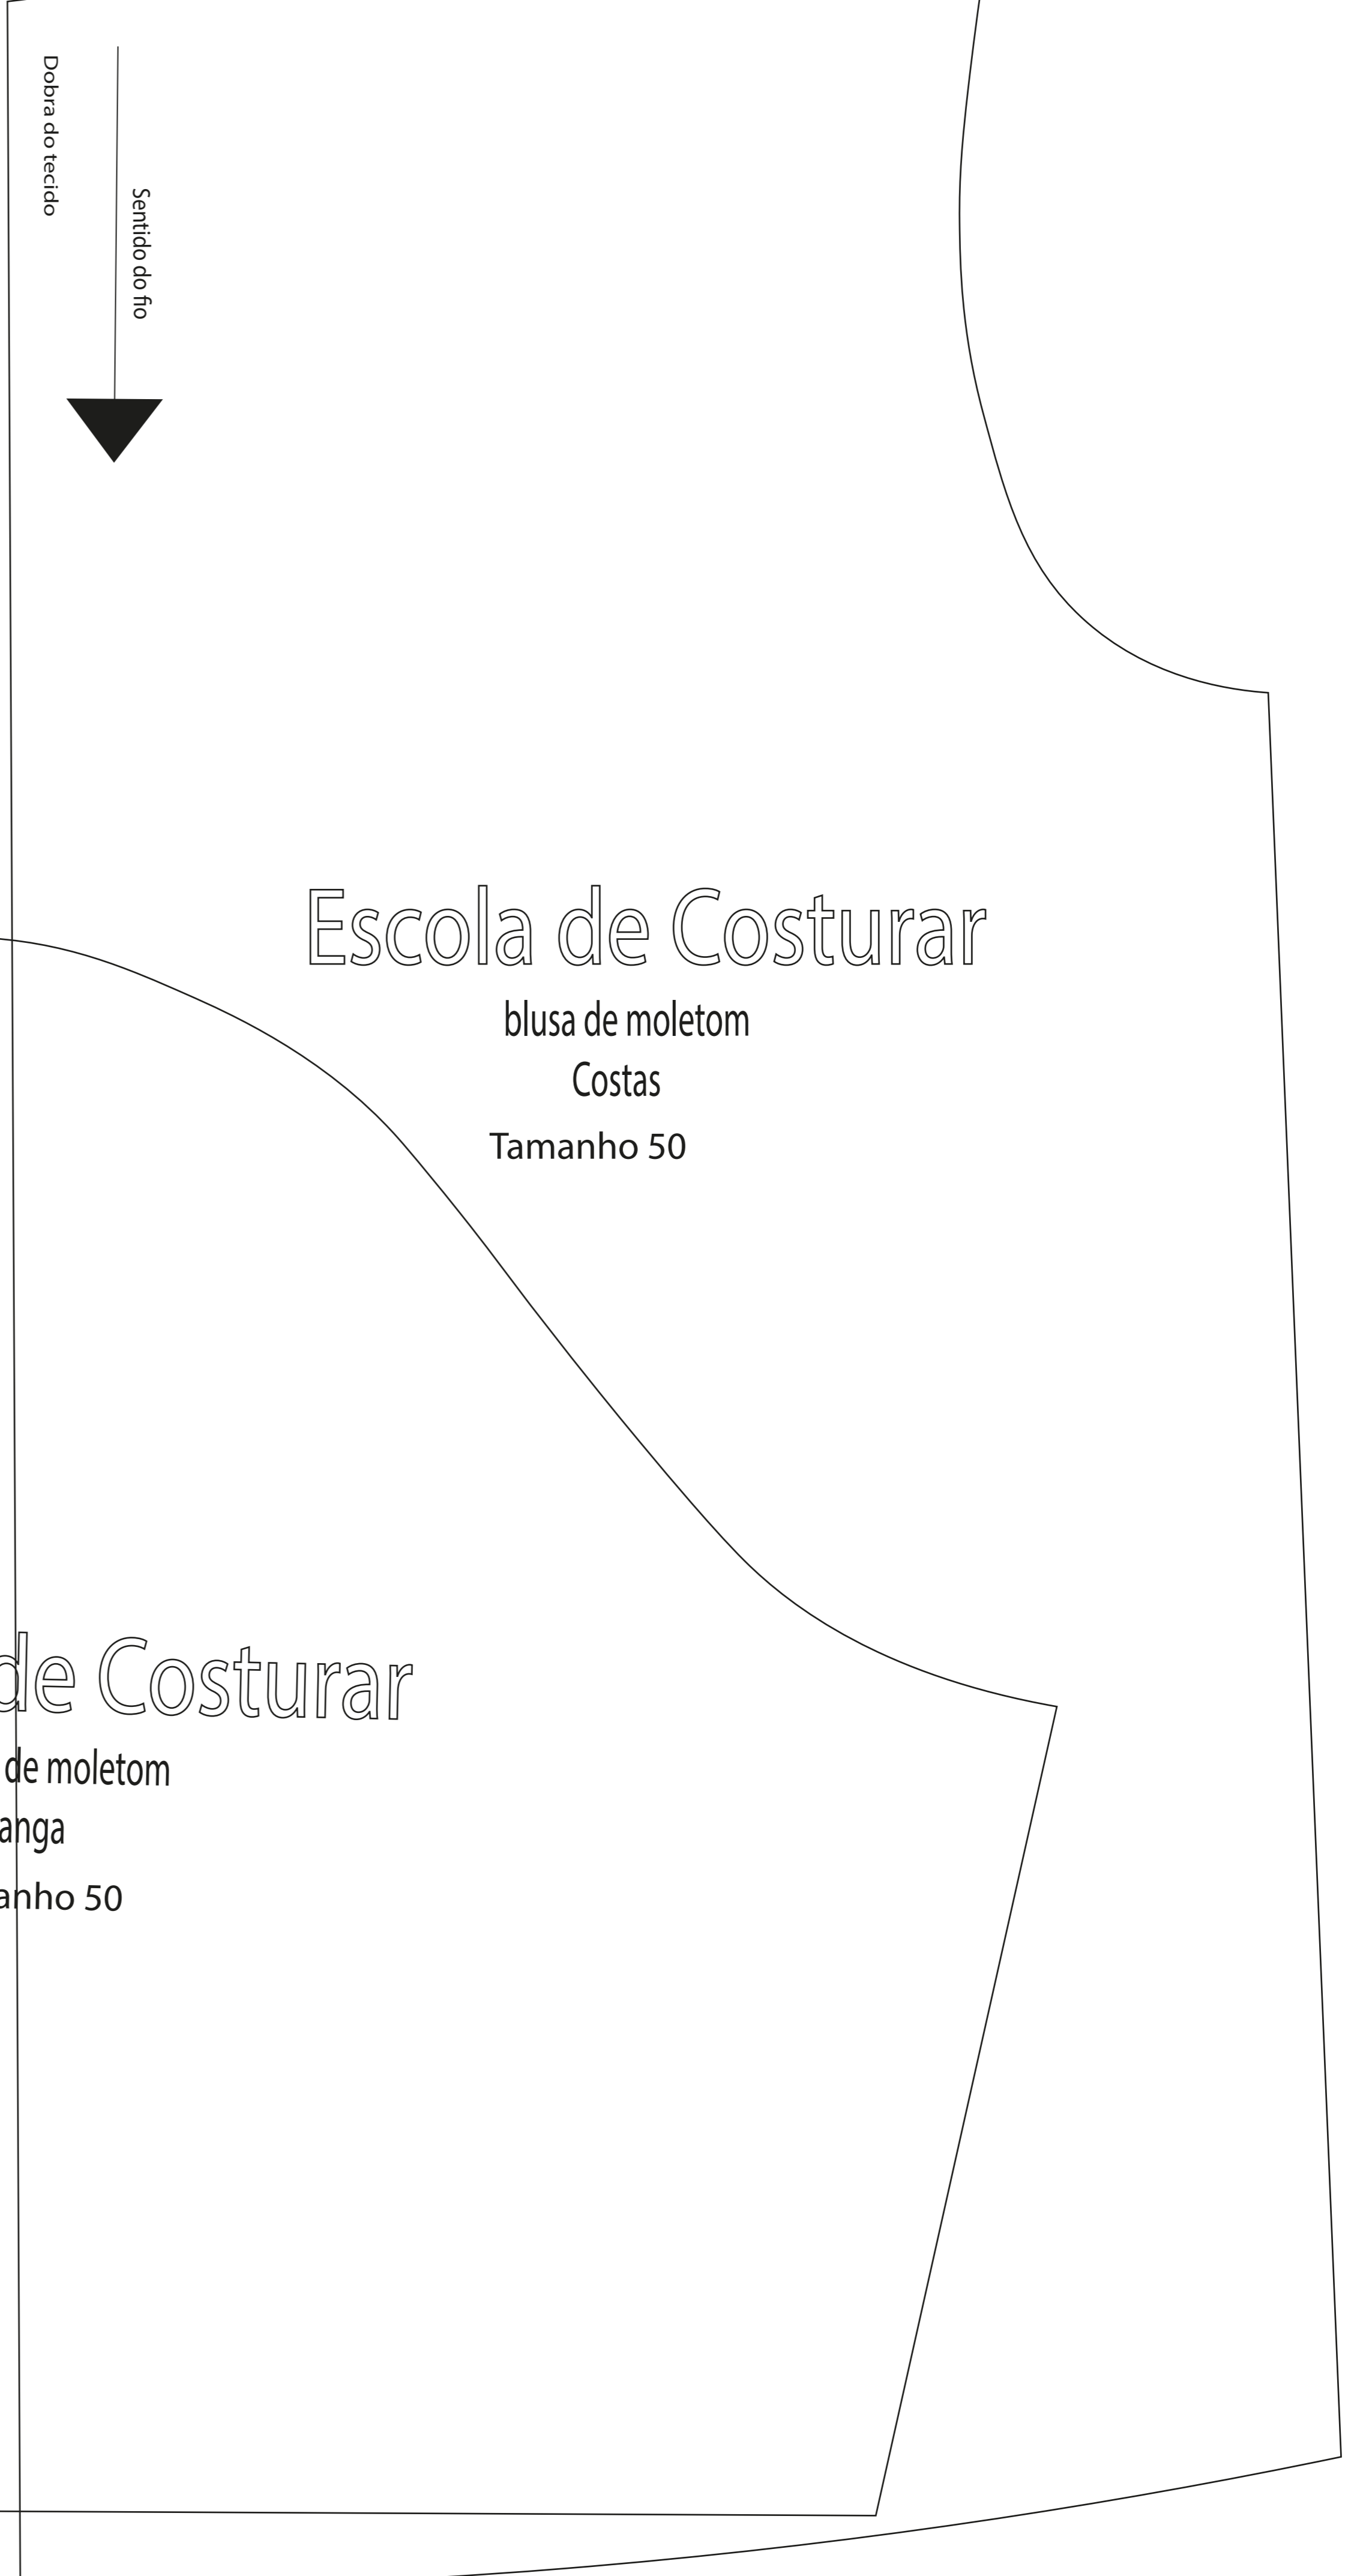 Dobra do tecido
Sentido do fio
Escola de Costurar
blusa de moletom
Costas
Tamanho 50
de Costurar
de moletom
anga
anho 50